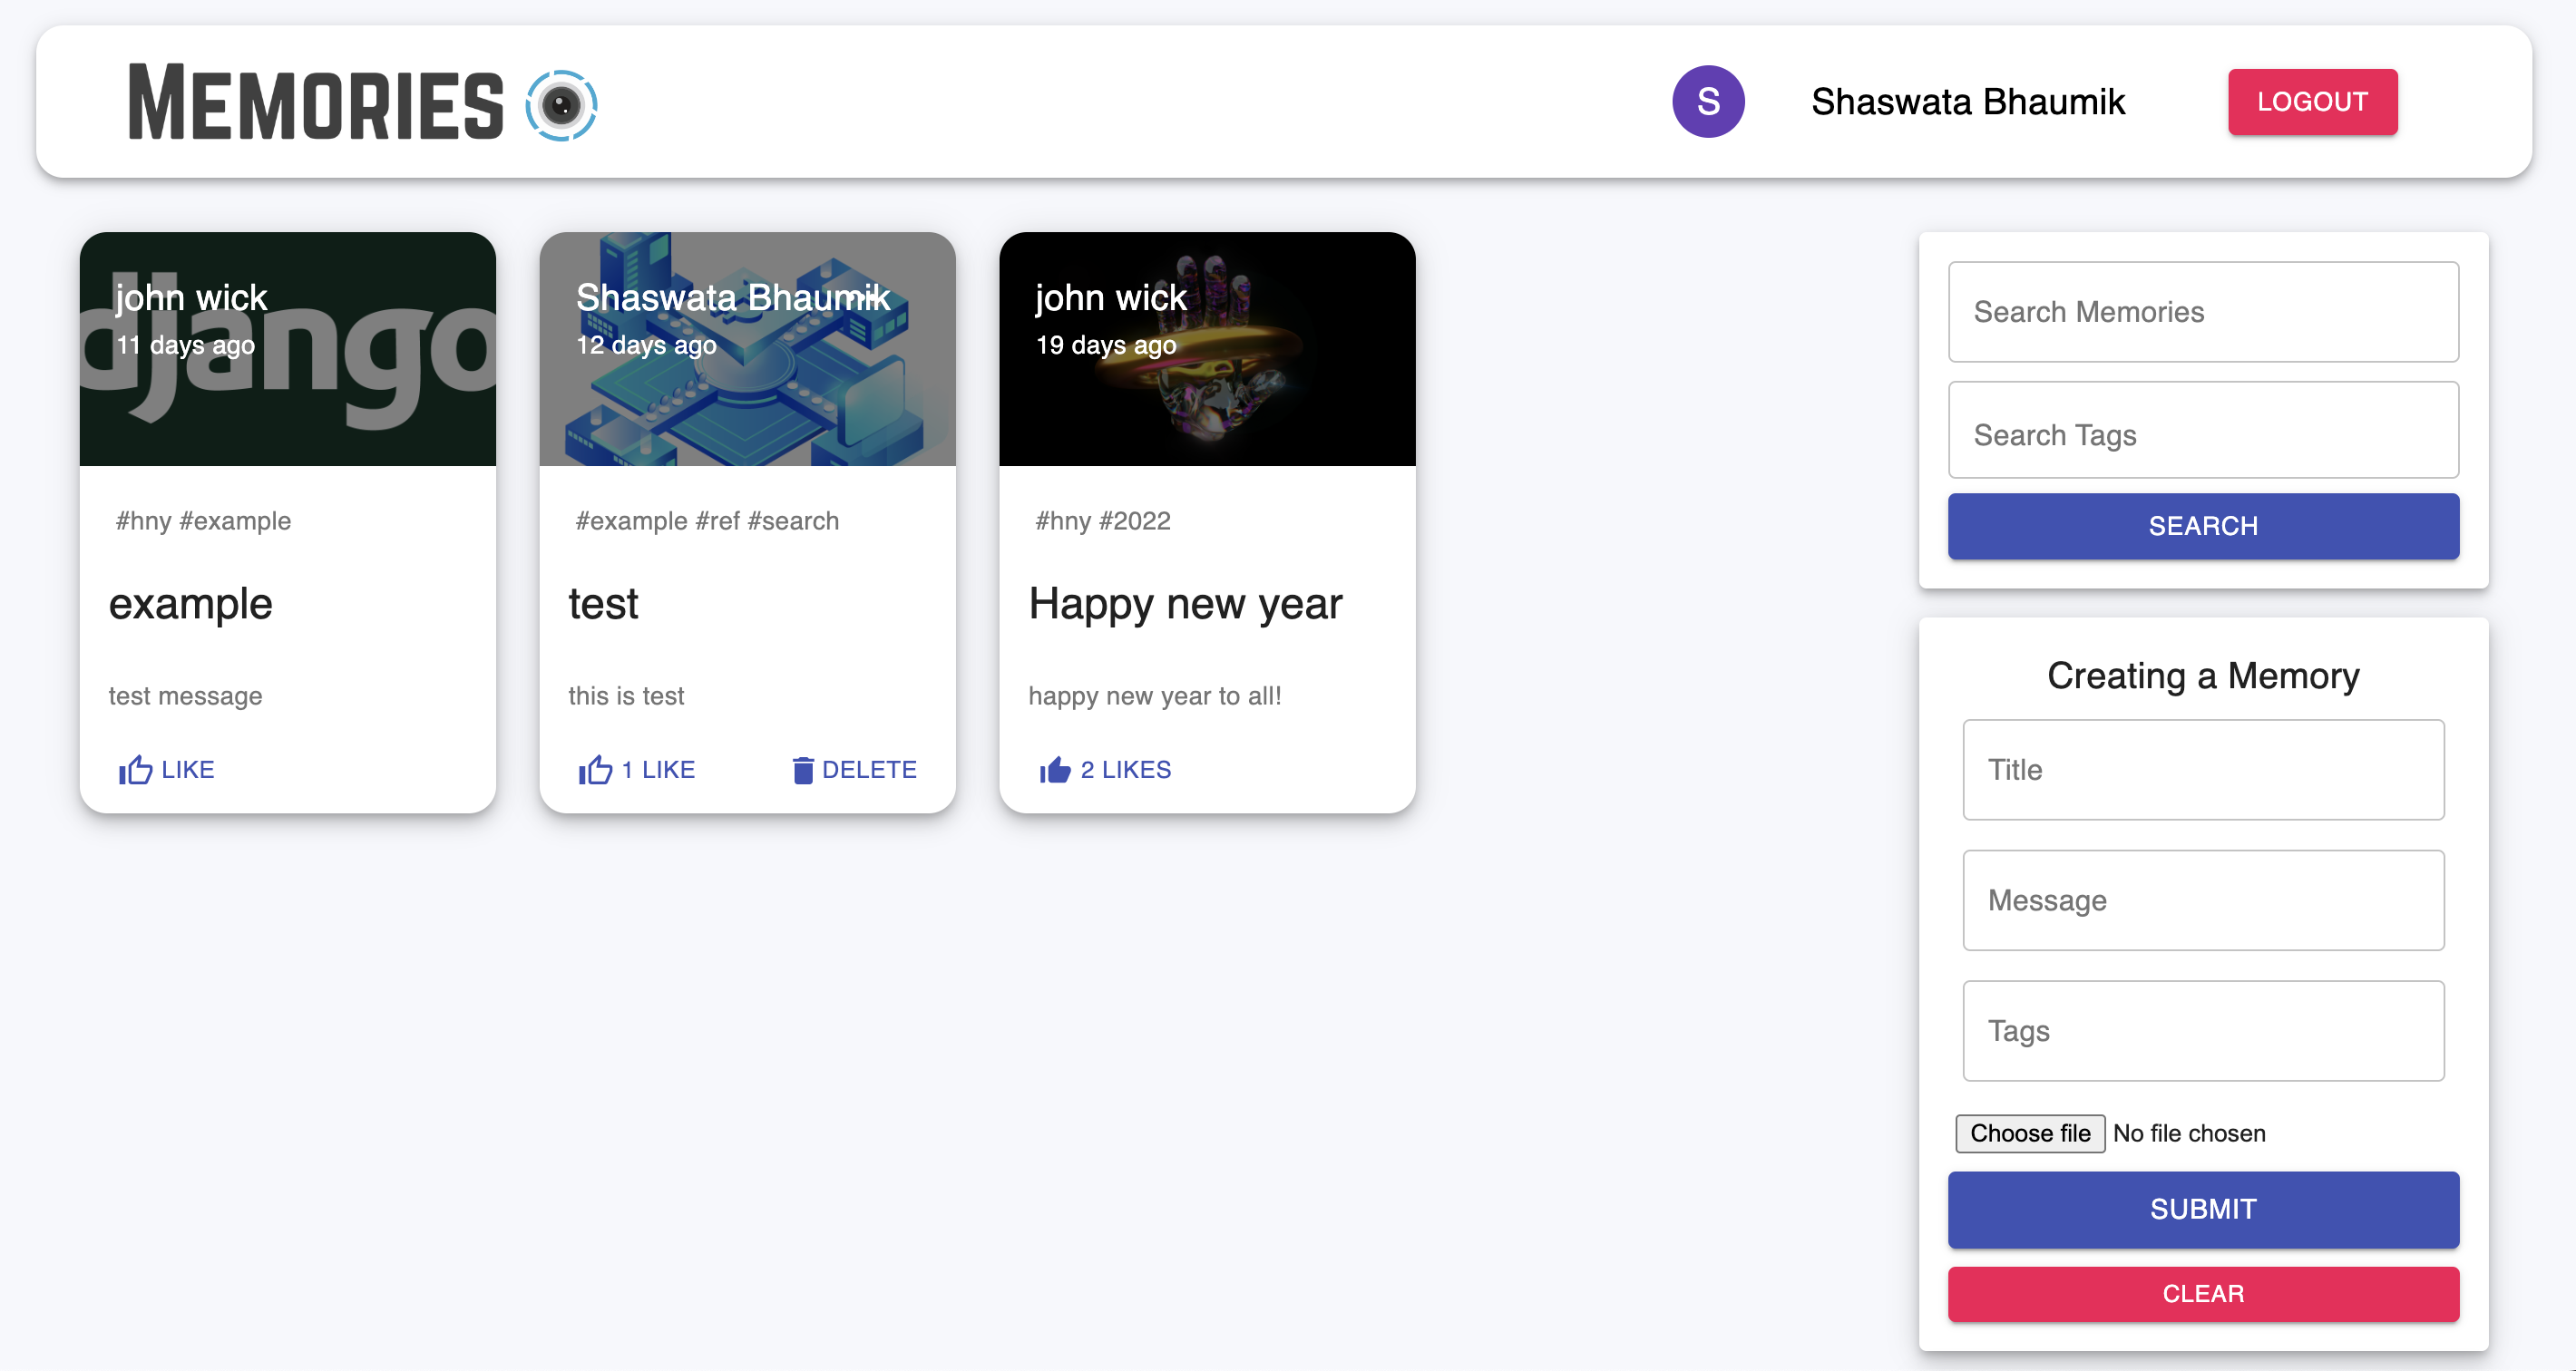 MEMORIES
S
Shaswata Bhaumik
LOGOUT
django
john wick
11 days ago
#hny #example
example
test message
LIKE
Shaswata Bhaumik
12 days ago
#example #ref #search
test
this is test
1 LIKE
DELETE
john wick
19 days ago
#hny #2022
Happy new year
happy new year to all!
2 LIKES
Search Memories
Search Tags
SEARCH
Creating a Memory
Title
Message
Tags
Choose file No file chosen
SUBMIT
CLEAR